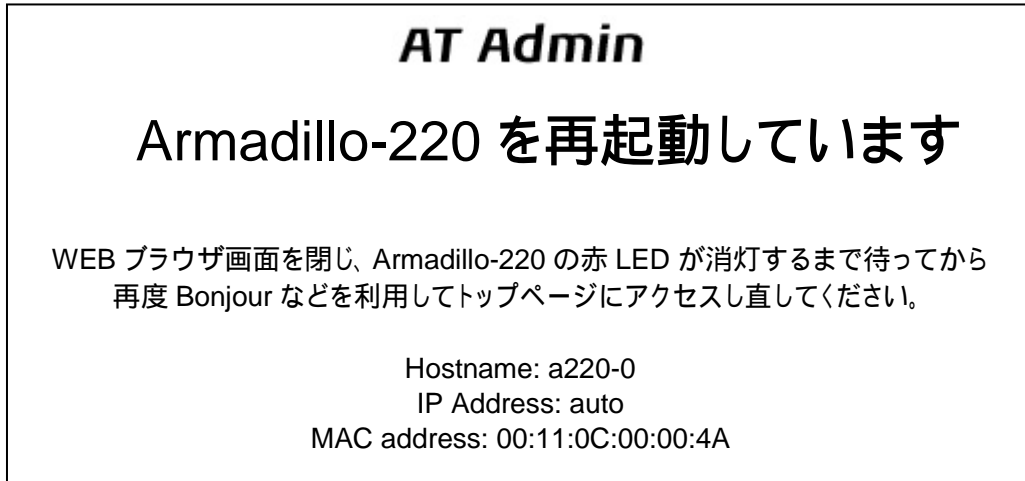 AT Admin
Armadillo-220 を再起動しています
WEB ブラウザ画面を閉じ、Armadillo-220 の赤 LED が消灯するまで待ってから
再度 Bonjour などを利用してトップページにアクセスし直してください。
Hostname: a220-0
IP Address: auto
MAC address: 00:11:0C:00:00:4A